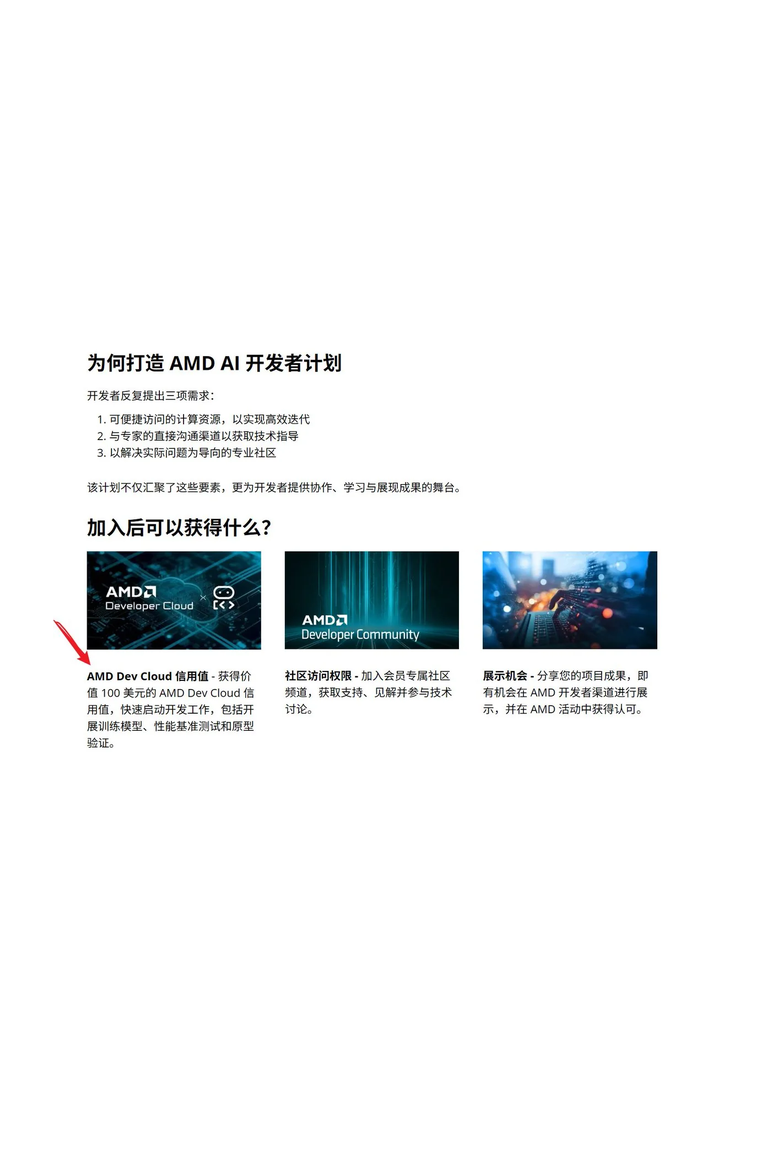 为何打造 AMD AI 开发者计划
开发者反复提出三项需求：
1. 可便捷访问的计算资源，以实现高效迭代
2. 与专家的直接沟通渠道以获取技术指导
3. 以解决实际问题为导向的专业社区
该计划不仅汇聚了这些要素，更为开发者提供协作、学习与展现成果的舞台。
加入后可以获得什么？
AMD
Developer Cloud
×
AMD
Developer Community
AMD Dev Cloud 信用值 - 获得价
值 100 美元的 AMD Dev Cloud 信
用值，快速启动开发工作，包括开
展训练模型、性能基准测试和原型
验证。
社区访问权限 - 加入会员专属社区
频道，获取支持、见解并参与技术
讨论。
展示机会 - 分享您的项目成果，即
有机会在 AMD 开发者渠道进行展
示，并在 AMD 活动中获得认可。